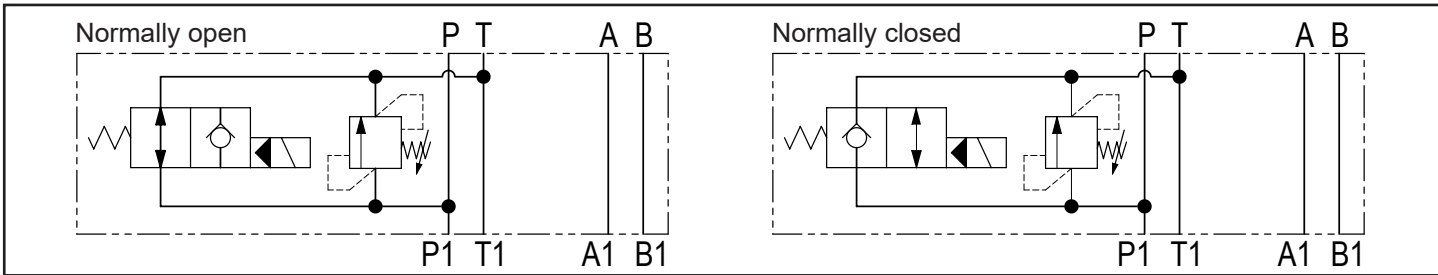 Normally open P T A B
P1 T1 A1 B1
Normally closed P T A B
P1 T1 A1 B1